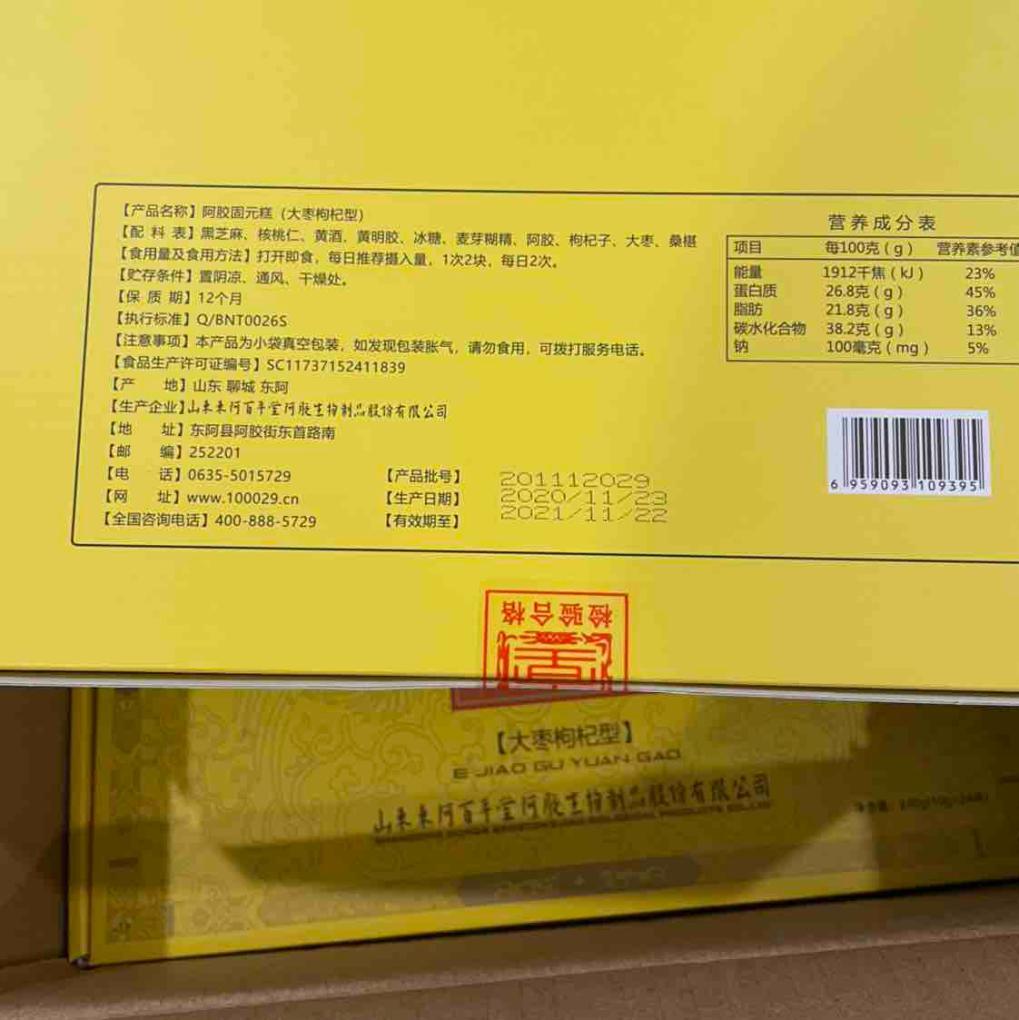 【产品名称】阿胶固元糕（大枣枸杞型）
【配 料 表】黑芝麻、核桃仁、黄酒、黄明胶、冰糖、麦芽糊精、阿胶、枸杞子、大枣、桑椹
【食用量及食用方法】打开即食，每日推荐摄入量，1次2块，每日2次。
【贮存条件】置阴凉、通风、干燥处。
【保 质 期】12个月
【执行标准】Q/BNT0026S
【注意事项】本产品为小袋真空包装，如发现包装胀气，请勿食用，可拨打服务电话。
【食品生产许可证编号】SC11737152411839
【产 地】山东 聊城 东阿
【生产企业】山东东阿百年堂阿胶生物制品股份有限公司
【地 址】东阿县阿胶街东首路南
【邮 编】252201
【电 话】0635-5015729
【网 址】www.100029.cn
【全国咨询电话】400-888-5729
【产品批号】 201112029
【生产日期】 2020/11/23
【有效期至】 2021/11/22
营养成分表
项目 每100克(g) 营养素参考值
能量 1912千焦(kJ) 23%
蛋白质 26.8克(g) 45%
脂肪 21.8克(g) 36%
碳水化合物 38.2克(g) 13%
钠 100毫克(mg) 5%
6 959093 109395
检验合格
【大枣枸杞型】
E JIAO GU YUAN GAO
山东东阿百年堂阿胶生物制品股份有限公司